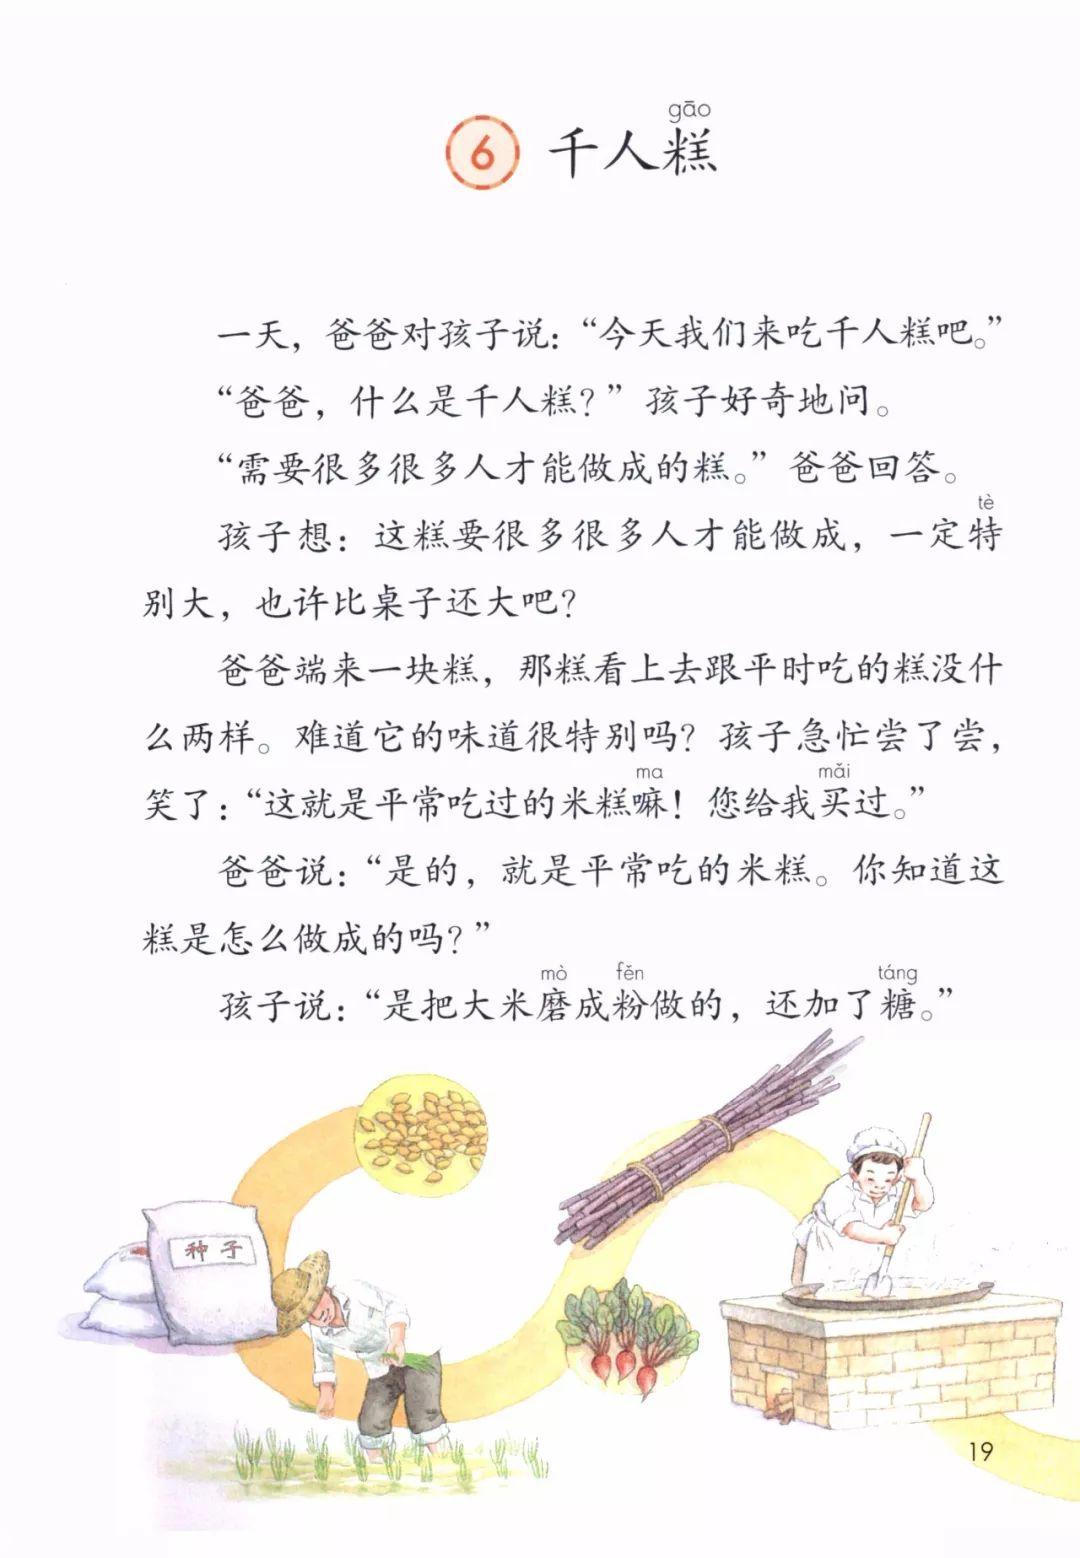 gāo
6 千人糕
一天，爸爸对孩子说：“今天我们来吃千人糕吧。”
“爸爸，什么是千人糕？”孩子好奇地问。
“需要很多很多人才能做成的糕。”爸爸回答。
tè
孩子想：这糕要很多很多人才能做成，一定特
别大，也许比桌子还大吧？
爸爸端来一块糕，那糕看上去跟平时吃的糕没什
么两样。难道它的味道很特别吗？孩子急忙尝了尝，
ma mǎi
笑了：“这就是平常吃过的米糕嘛！您给我买过。”
爸爸说：“是的，就是平常吃的米糕。你知道这
糕是怎么做成的吗？”
mò fěn táng
孩子说：“是把大米磨成粉做的，还加了糖。”
种子
19